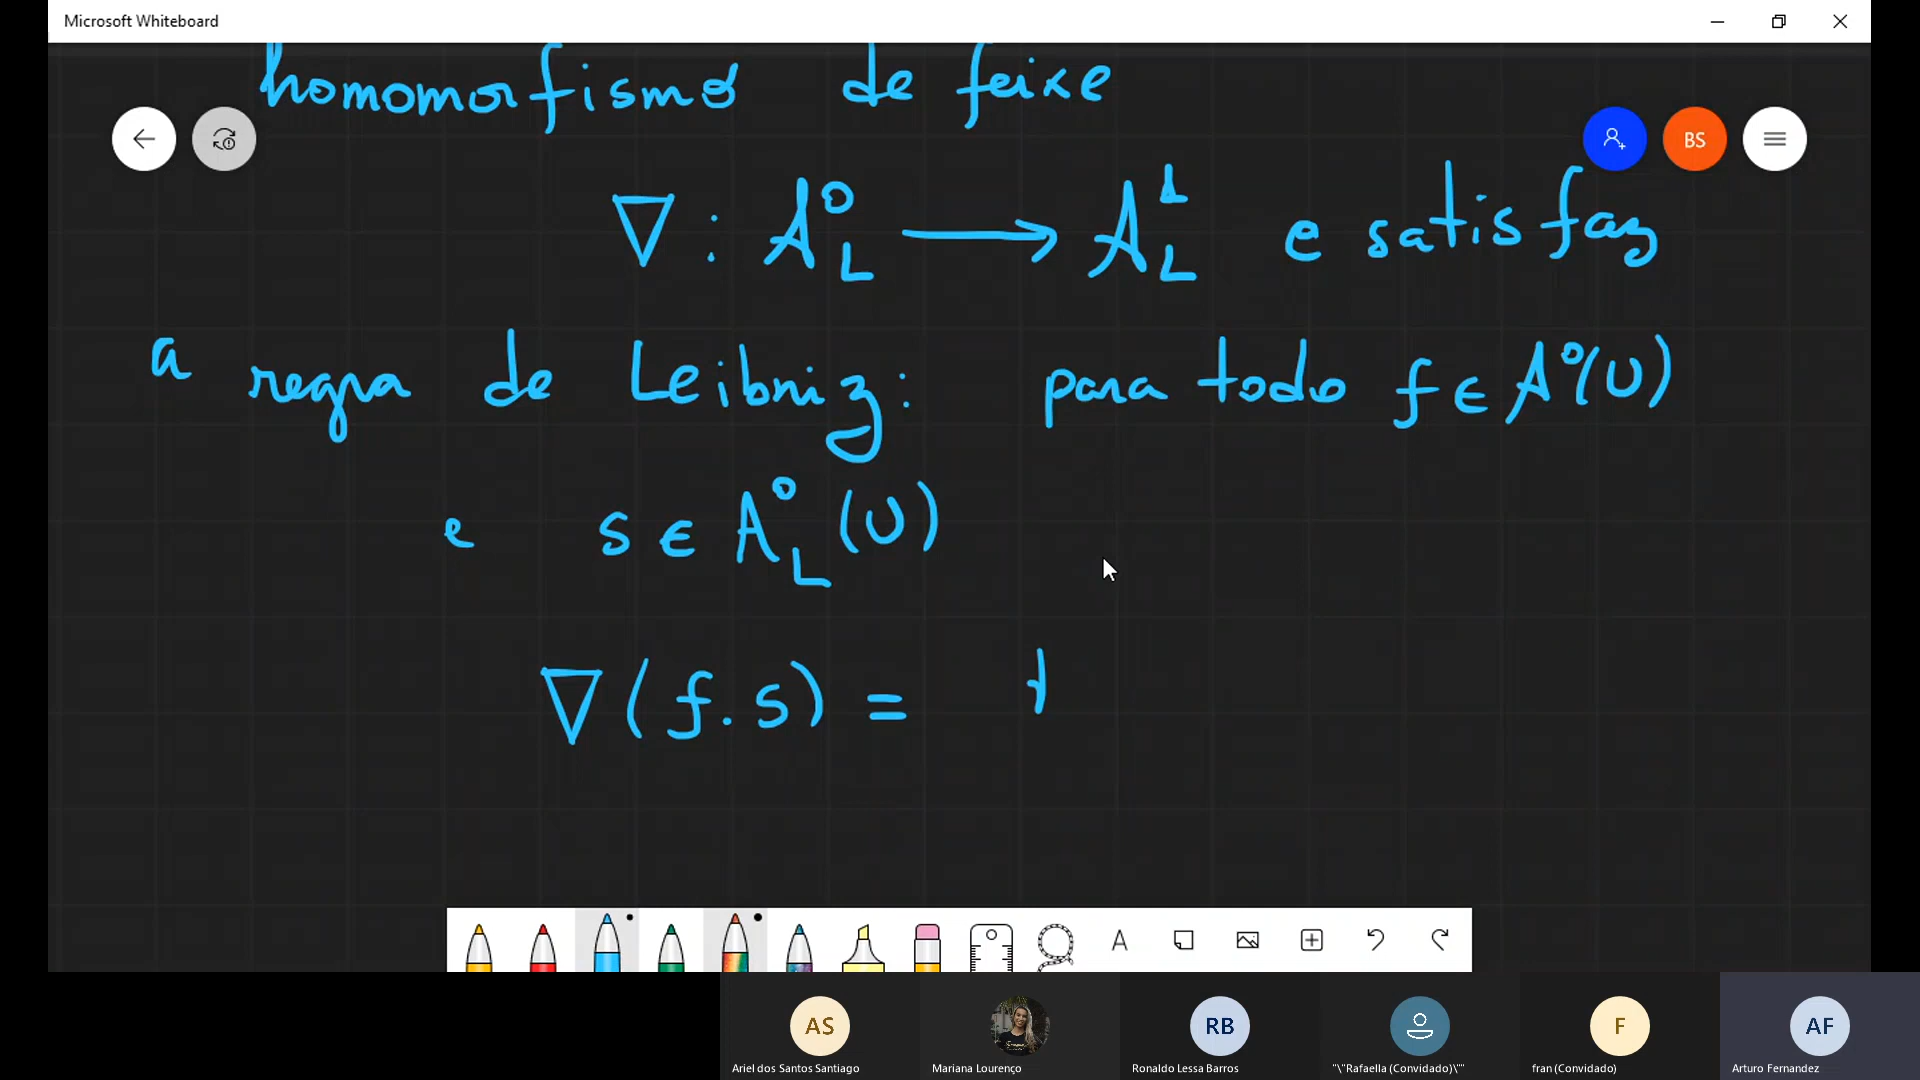 Microsoft Whiteboard
homomorfismo de feixe
BS
∇ : A⁰_L ⟶ A¹_L e satisfaz
a regra de Leibniz : para todo f ∈ A⁰(U)
e s ∈ A⁰_L (U)
∇ ( f . s ) =
A
AS RB F AF
Ariel dos Santos Santiago Mariana Lourenço Ronaldo Lessa Barros "\"Rafaella (Convidado)\"" fran (Convidado) Arturo Fernandez